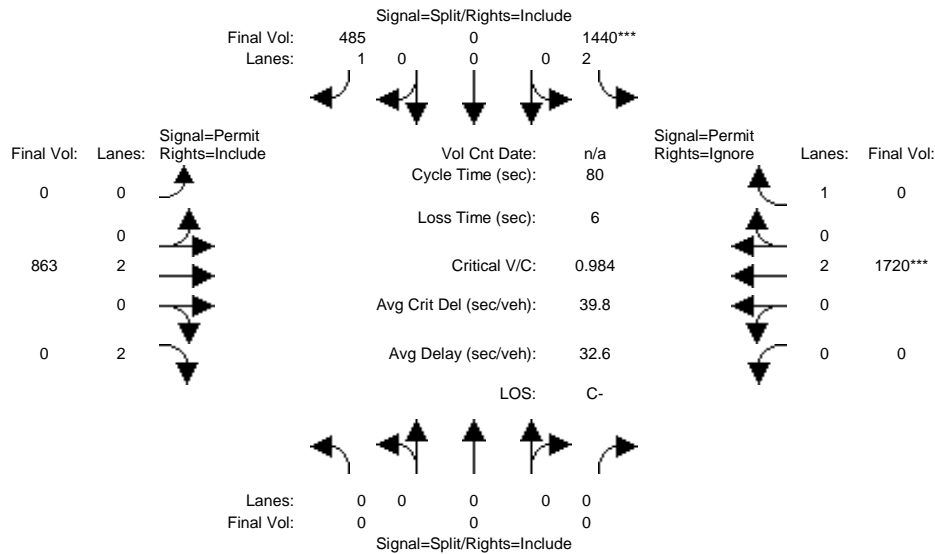 Signal=Split/Rights=Include
Final Vol: 485 0 1440***
Lanes: 1 0 0 0 2
Signal=Permit
Final Vol: Lanes: Rights=Include
Vol Cnt Date: n/a
Signal=Permit
Rights=Ignore Lanes: Final Vol:
Cycle Time (sec): 80
0 0
1 0
Loss Time (sec): 6
0
0
863 2
Critical V/C: 0.984
2 1720***
0
Avg Crit Del (sec/veh): 39.8
0
0 2
Avg Delay (sec/veh): 32.6
0 0
LOS: C-
Lanes: 0 0 0 0 0
Final Vol: 0 0 0
Signal=Split/Rights=Include